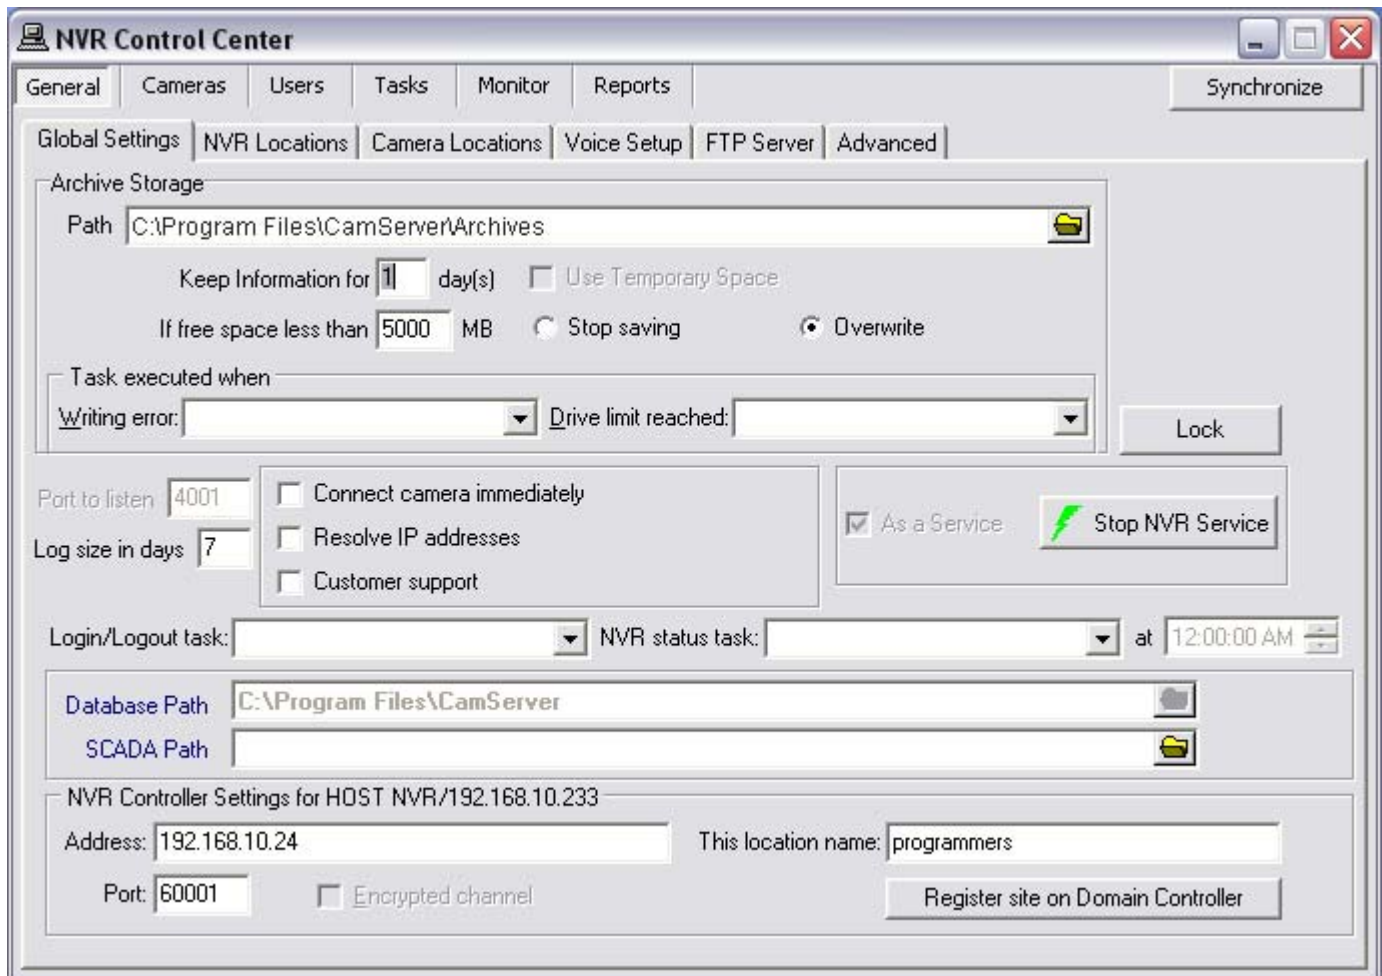 NVR Control Center
General Cameras Users Tasks Monitor Reports Synchronize
Global Settings NVR Locations Camera Locations Voice Setup FTP Server Advanced
Archive Storage
Path C:\Program Files\CamServer\Archives
Keep Information for 1 day(s) Use Temporary Space
If free space less than 5000 MB Stop saving Overwrite
Task executed when
Writing error: Drive limit reached:
Lock
Port to listen 4001 Connect camera immediately
As a Service Stop NVR Service
Log size in days 7 Resolve IP addresses
Customer support
Login/Logout task: NVR status task: at 12:00:00 AM
Database Path C:\Program Files\CamServer
SCADA Path
NVR Controller Settings for HOST NVR/192.168.10.233
Address: 192.168.10.24 This location name: programmers
Port: 60001 Encrypted channel Register site on Domain Controller